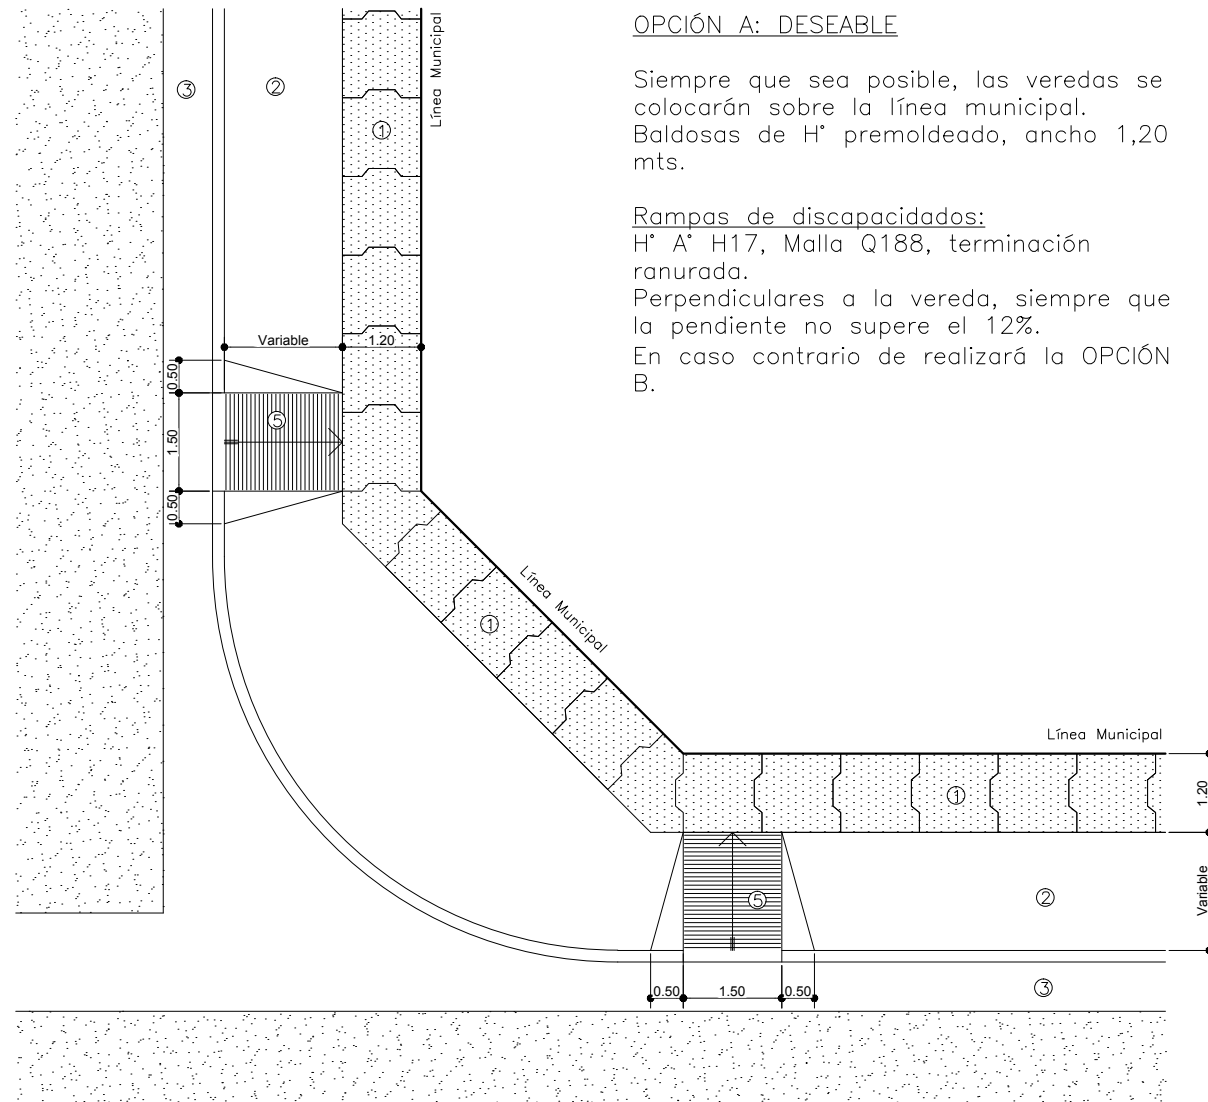 OPCIÓN A: DESEABLE
Siempre que sea posible, las veredas se
colocarán sobre la línea municipal.
Baldosas de H° premoldeado, ancho 1,20
mts.
Rampas de discapacidados:
H° A° H17, Malla Q188, terminación
ranurada.
Perpendiculares a la vereda, siempre que
la pendiente no supere el 12%.
En caso contrario de realizará la OPCIÓN
B.
Línea Municipal
3
2
1
Variable
1.20
0.50
1.50
0.50
5
Línea Municipal
1
Línea Municipal
1
1.20
Variable
5
2
0.50
1.50
0.50
3